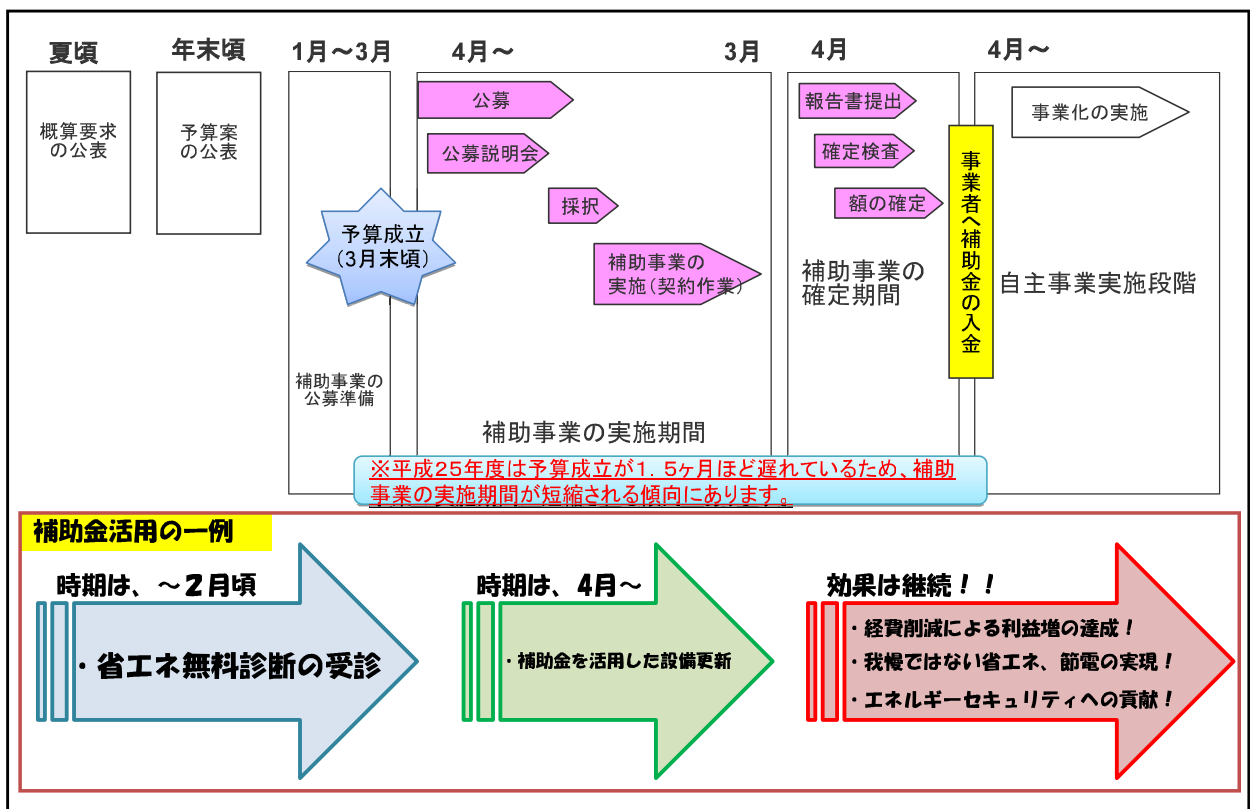 夏頃
年末頃
1月～3月
4月～
3月
4月
4月～
概算要求
の公表
予算案
の公表
予算成立
(3月末頃)
補助事業の
公募準備
公募
公募説明会
採択
補助事業の
実施(契約作業)
補助事業の実施期間
報告書提出
確定検査
額の確定
補助事業の
確定期間
事業者へ補助金の入金
事業化の実施
自主事業実施段階
※平成25年度は予算成立が1．5ヶ月ほど遅れているため、補助
事業の実施期間が短縮される傾向にあります。
補助金活用の一例
時期は、～2月頃
・省エネ無料診断の受診
時期は、4月～
・補助金を活用した設備更新
効果は継続！！
・経費削減による利益増の達成！
・我慢ではない省エネ、節電の実現！
・エネルギーセキュリティへの貢献！